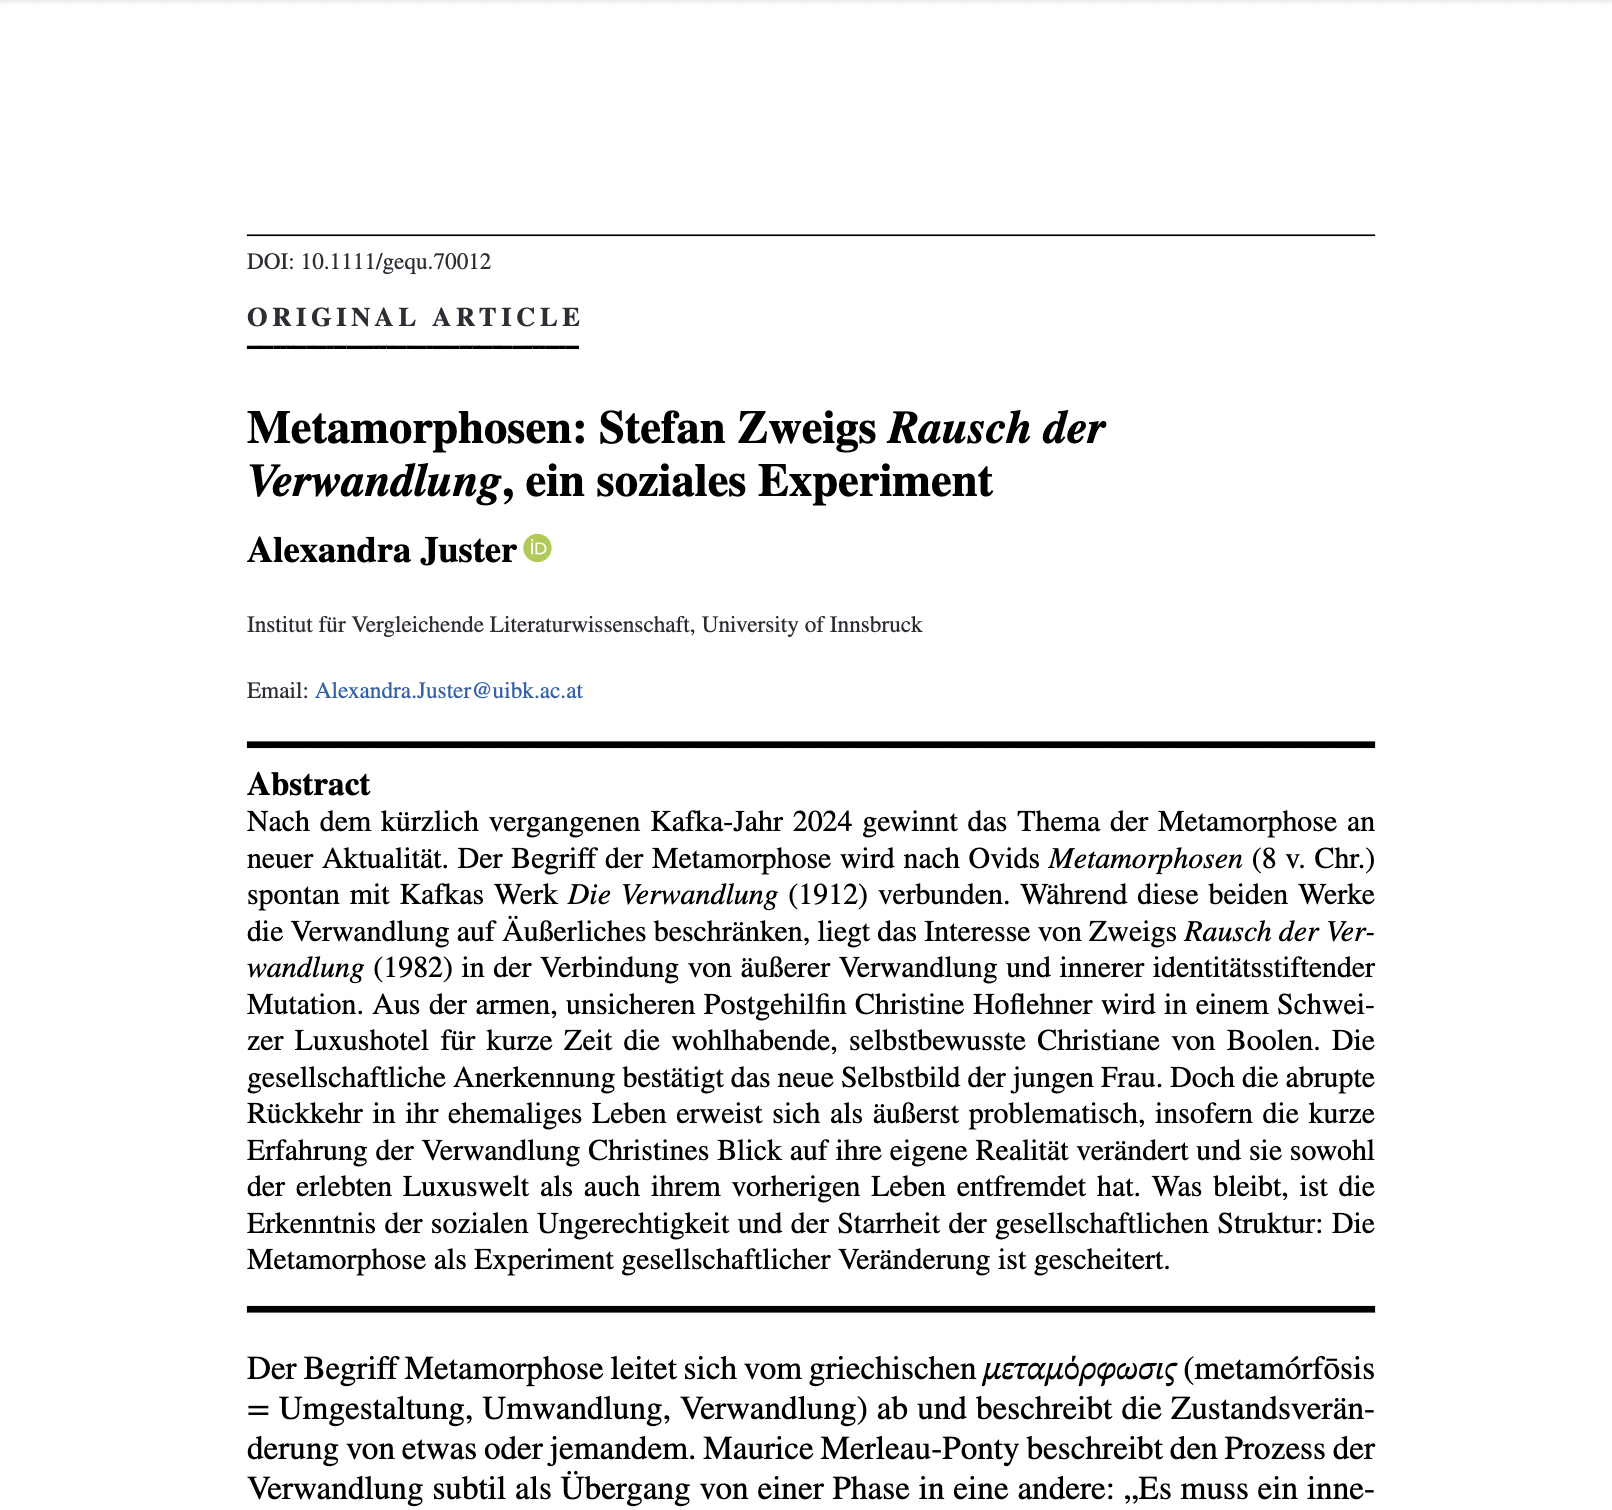 DOI: 10.1111/gequ.70012
ORIGINAL ARTICLE
Metamorphosen: Stefan Zweigs Rausch der
Verwandlung, ein soziales Experiment
Alexandra Juster iD
Institut für Vergleichende Literaturwissenschaft, University of Innsbruck
Email: Alexandra.Juster@uibk.ac.at
Abstract
Nach dem kürzlich vergangenen Kafka-Jahr 2024 gewinnt das Thema der Metamorphose an
neuer Aktualität. Der Begriff der Metamorphose wird nach Ovids Metamorphosen (8 v. Chr.)
spontan mit Kafkas Werk Die Verwandlung (1912) verbunden. Während diese beiden Werke
die Verwandlung auf Äußerliches beschränken, liegt das Interesse von Zweigs Rausch der Ver-
wandlung (1982) in der Verbindung von äußerer Verwandlung und innerer identitätsstiftender
Mutation. Aus der armen, unsicheren Postgehilfin Christine Hoflehner wird in einem Schwei-
zer Luxushotel für kurze Zeit die wohlhabende, selbstbewusste Christiane von Boolen. Die
gesellschaftliche Anerkennung bestätigt das neue Selbstbild der jungen Frau. Doch die abrupte
Rückkehr in ihr ehemaliges Leben erweist sich als äußerst problematisch, insofern die kurze
Erfahrung der Verwandlung Christines Blick auf ihre eigene Realität verändert und sie sowohl
der erlebten Luxuswelt als auch ihrem vorherigen Leben entfremdet hat. Was bleibt, ist die
Erkenntnis der sozialen Ungerechtigkeit und der Starrheit der gesellschaftlichen Struktur: Die
Metamorphose als Experiment gesellschaftlicher Veränderung ist gescheitert.
Der Begriff Metamorphose leitet sich vom griechischen μεταμόρφωσις (metamórfōsis
= Umgestaltung, Umwandlung, Verwandlung) ab und beschreibt die Zustandsverän-
derung von etwas oder jemandem. Maurice Merleau-Ponty beschreibt den Prozess der
Verwandlung subtil als Übergang von einer Phase in eine andere: „Es muss ein inne-